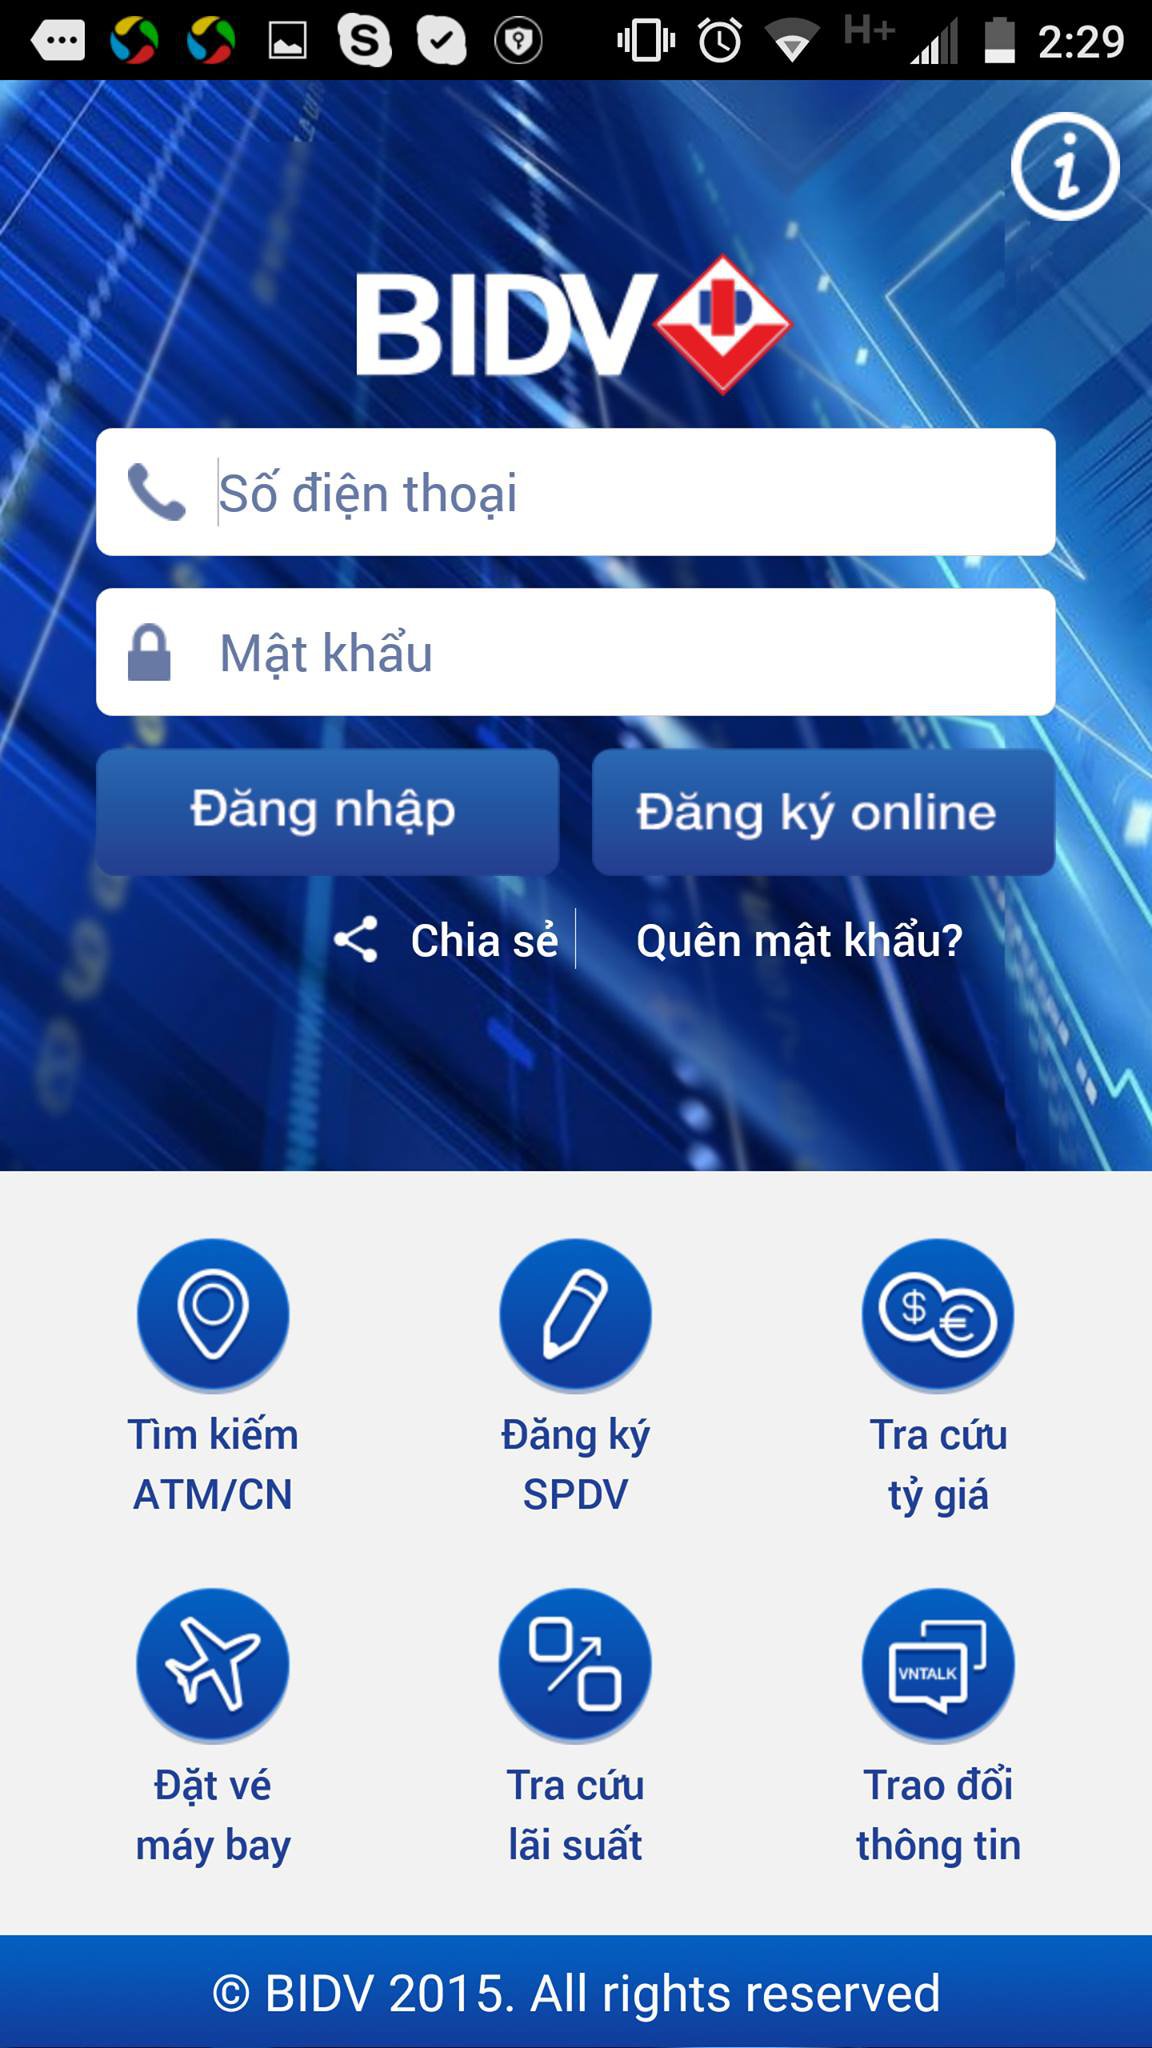 H+ 2:29
BIDV
Số điện thoại
Mật khẩu
Đăng nhập
Đăng ký online
Chia sẻ
Quên mật khẩu?
Tìm kiếm
ATM/CN
Đăng ký
SPDV
$ €
Tra cứu
tỷ giá
Đặt vé
máy bay
Tra cứu
lãi suất
VNTALK
Trao đổi
thông tin
© BIDV 2015. All rights reserved